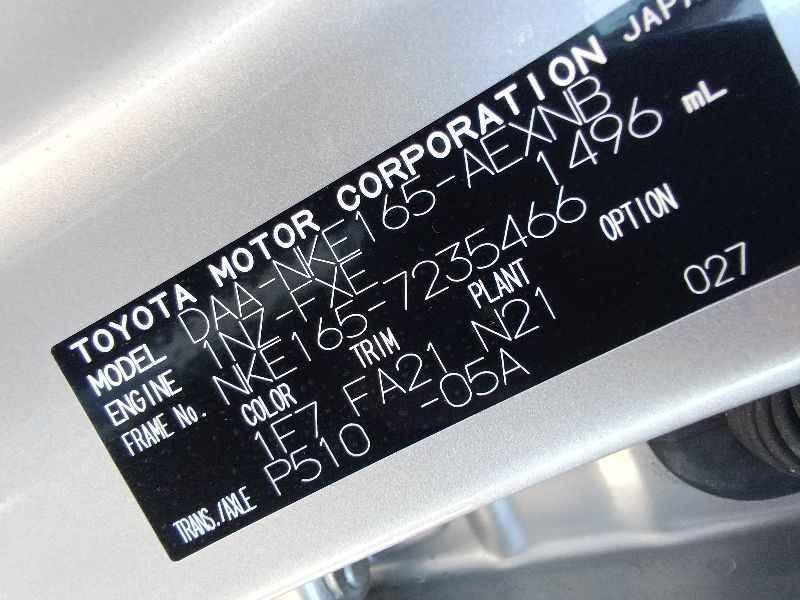 TOYOTA MOTOR CORPORATION JAPAN
MODEL DAA-NKE165-AEXNB
ENGINE 1NZ-FXE 1496 mL
FRAME No. NKE165-7235466
COLOR TRIM PLANT OPTION
1F7 FA21 N21 027
TRANS./AXLE P510 -05A